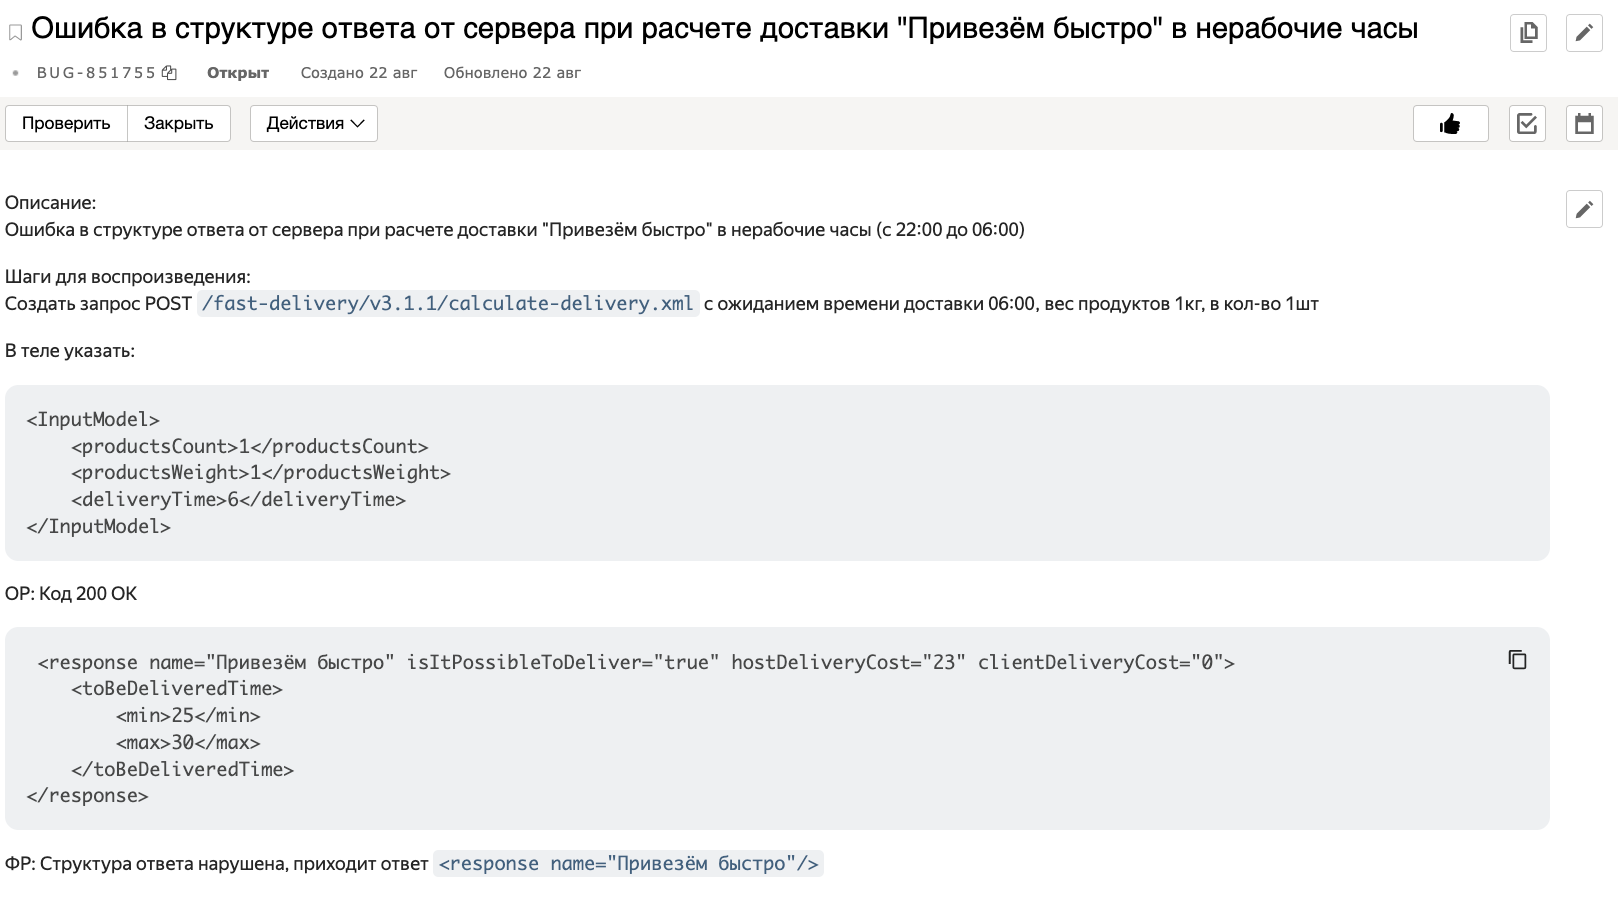 Ошибка в структуре ответа от сервера при расчете доставки "Привезём быстро" в нерабочие часы
BUG-851755 Открыт Создано 22 авг Обновлено 22 авг
Проверить Закрыть Действия
Описание:
Ошибка в структуре ответа от сервера при расчете доставки "Привезём быстро" в нерабочие часы (с 22:00 до 06:00)
Шаги для воспроизведения:
Создать запрос POST /fast-delivery/v3.1.1/calculate-delivery.xml с ожиданием времени доставки 06:00, вес продуктов 1кг, в кол-во 1шт
В теле указать:
<InputModel>
    <productsCount>1</productsCount>
    <productsWeight>1</productsWeight>
    <deliveryTime>6</deliveryTime>
</InputModel>
ОР: Код 200 ОК
<response name="Привезём быстро" isItPossibleToDeliver="true" hostDeliveryCost="23" clientDeliveryCost="0">
    <toBeDeliveredTime>
        <min>25</min>
        <max>30</max>
    </toBeDeliveredTime>
</response>
ФР: Структура ответа нарушена, приходит ответ <response name="Привезём быстро"/>